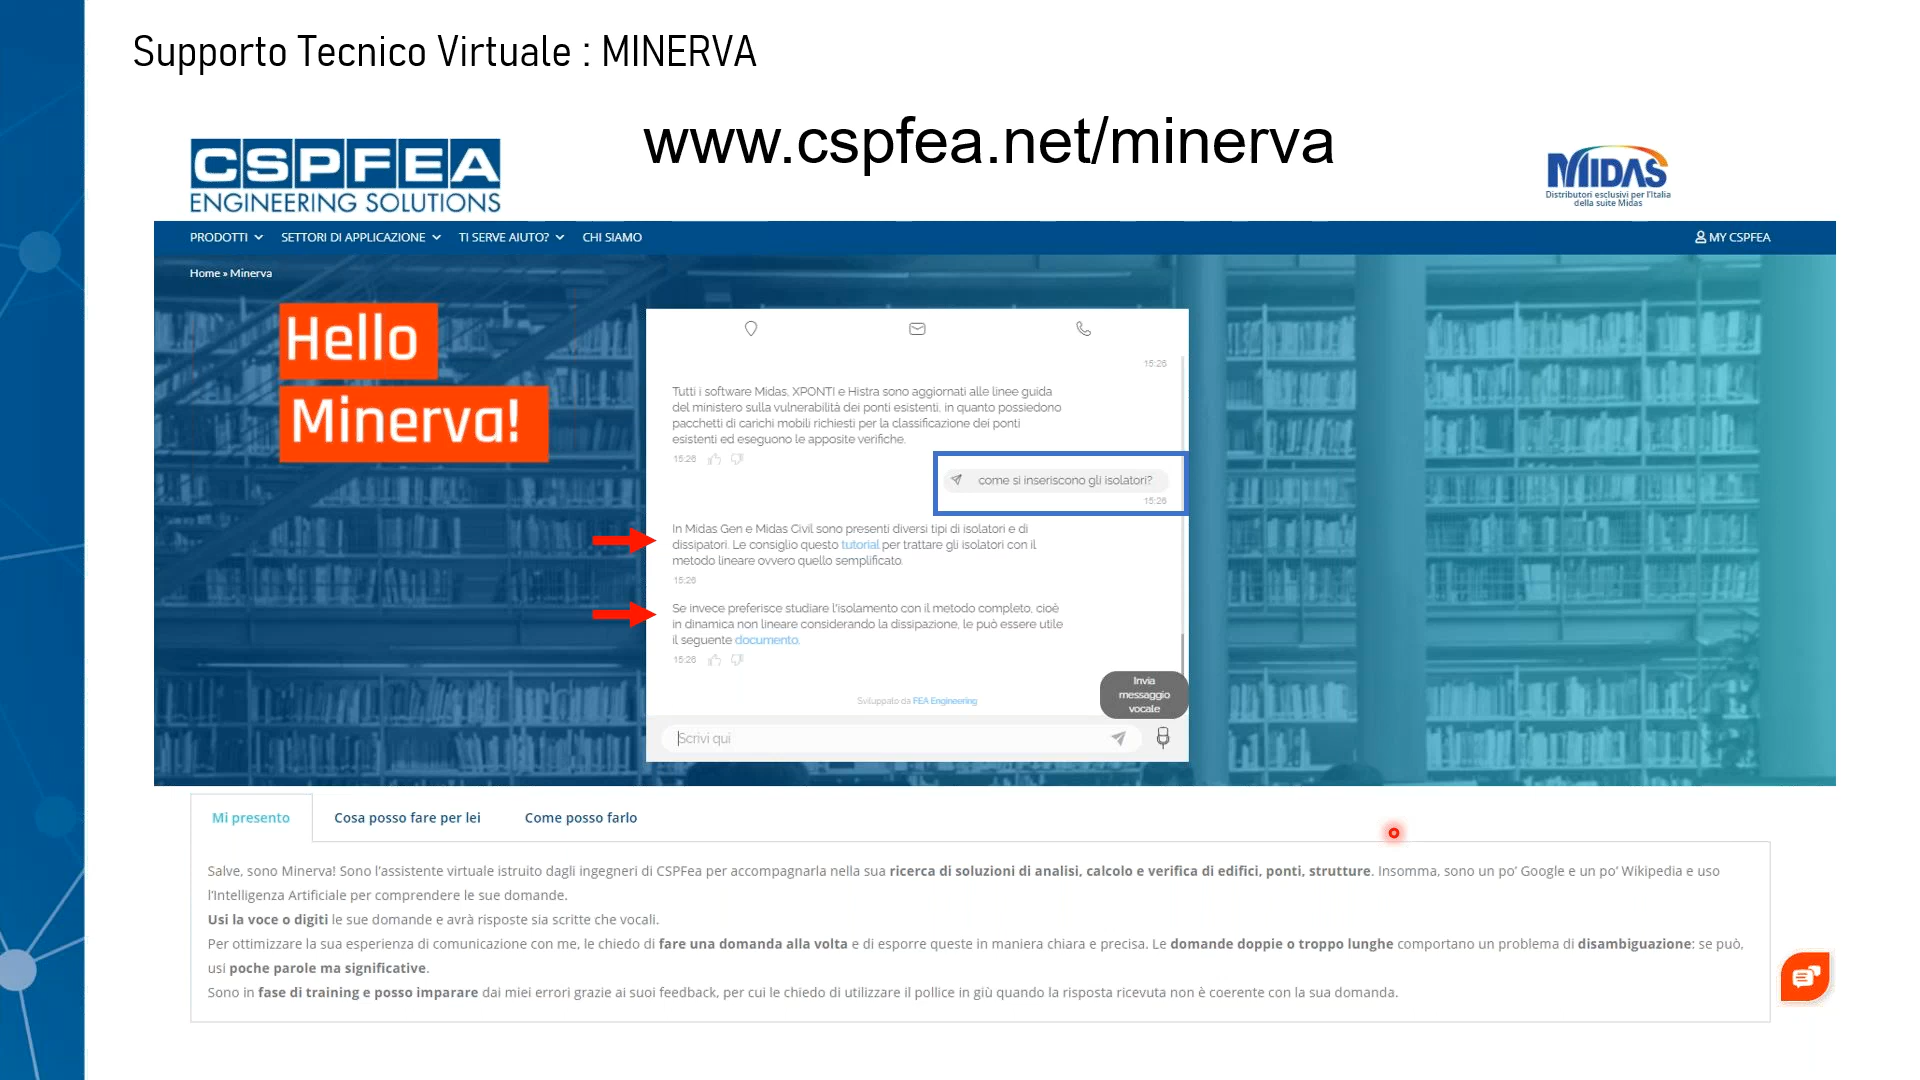 Supporto Tecnico Virtuale : MINERVA
www.cspfea.net/minerva
CSPFEA
ENGINEERING SOLUTIONS
MIDAS
Distributori esclusivi per l'Italia
della suite Midas
PRODOTTI SETTORI DI APPLICAZIONE TI SERVE AIUTO? CHI SIAMO MY CSPFEA
Home » Minerva
Hello
Minerva!
15:26
Tutti i software Midas, XPONTI e Histra sono aggiornati alle linee guida
del ministero sulla vulnerabilità dei ponti esistenti, in quanto possiedono
pacchetti di carichi mobili richiesti per la classificazione dei ponti
esistenti ed eseguono le apposite verifiche.
15:26
come si inseriscono gli isolatori?
15:26
In Midas Gen e Midas Civil sono presenti diversi tipi di isolatori e di
dissipatori. Le consiglio questo tutorial per trattare gli isolatori con il
metodo lineare ovvero quello semplificato.
15:26
Se invece preferisce studiare l'isolamento con il metodo completo, cioè
in dinamica non lineare considerando la dissipazione, le può essere utile
il seguente documento.
15:26
Invia
messaggio
vocale
Sviluppato da FEA Engineering
Scrivi qui
Mi presento Cosa posso fare per lei Come posso farlo
Salve, sono Minerva! Sono l'assistente virtuale istruito dagli ingegneri di CSPFea per accompagnarla nella sua ricerca di soluzioni di analisi, calcolo e verifica di edifici, ponti, strutture. Insomma, sono un po' Google e un po' Wikipedia e uso
l'Intelligenza Artificiale per comprendere le sue domande.
Usi la voce o digiti le sue domande e avrà risposte sia scritte che vocali.
Per ottimizzare la sua esperienza di comunicazione con me, le chiedo di fare una domanda alla volta e di esporre queste in maniera chiara e precisa. Le domande doppie o troppo lunghe comportano un problema di disambiguazione: se può,
usi poche parole ma significative.
Sono in fase di training e posso imparare dai miei errori grazie ai suoi feedback, per cui le chiedo di utilizzare il pollice in giù quando la risposta ricevuta non è coerente con la sua domanda.